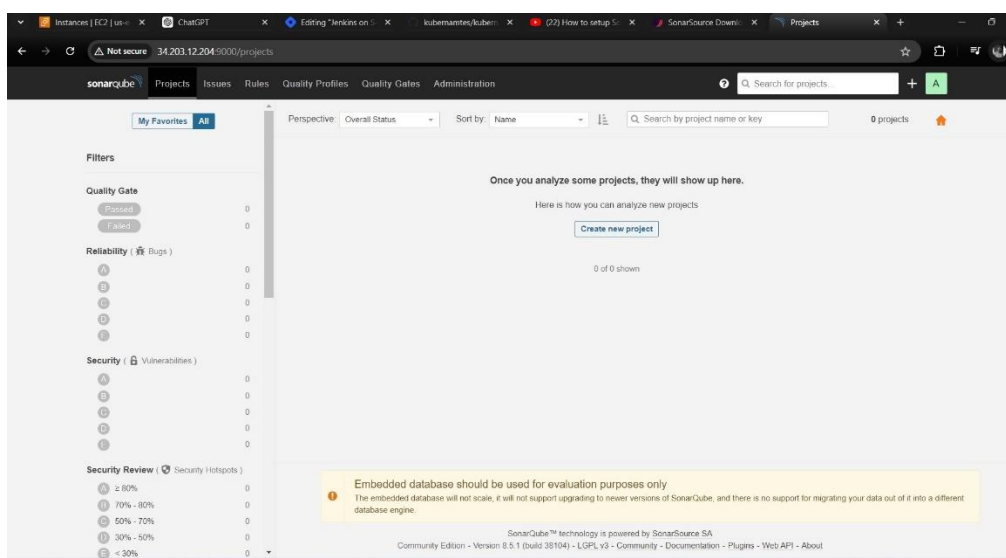 Instances | EC2 | us-e
ChatGPT
Editing "Jenkins on S
kubernamtes/kubern
(22) How to setup So
SonarSource Downlo
Projects
Not secure 34.203.12.204:9000/projects
sonarqube Projects Issues Rules Quality Profiles Quality Gates Administration
Search for projects...
A
My Favorites All
Perspective: Overall Status
Sort by: Name
Search by project name or key
0 projects
Filters
Quality Gate
Passed 0
Failed 0
Reliability ( Bugs )
A 0
B 0
C 0
D 0
E 0
Security ( Vulnerabilities )
A 0
B 0
C 0
D 0
E 0
Security Review ( Security Hotspots )
A ≥ 80% 0
B 70% - 80% 0
C 50% - 70% 0
D 30% - 50% 0
E < 30% 0
Once you analyze some projects, they will show up here.
Here is how you can analyze new projects
Create new project
0 of 0 shown
Embedded database should be used for evaluation purposes only
The embedded database will not scale, it will not support upgrading to newer versions of SonarQube, and there is no support for migrating your data out of it into a different
database engine.
SonarQube™ technology is powered by SonarSource SA
Community Edition - Version 8.5.1 (build 38104) - LGPL v3 - Community - Documentation - Plugins - Web API - About